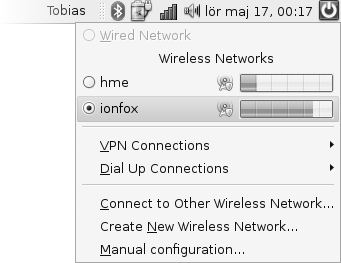 Tobias lör maj 17, 00:17
Wired Network
Wireless Networks
hme
ionfox
VPN Connections
Dial Up Connections
Connect to Other Wireless Network...
Create New Wireless Network...
Manual configuration...